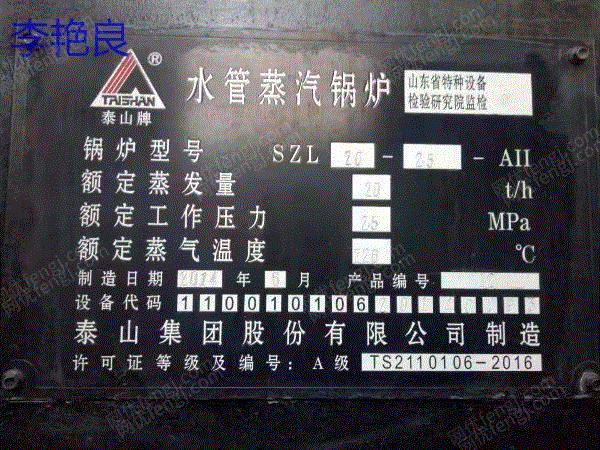 李艳良
TAISHAN ®
泰山牌
水管蒸汽锅炉
山东省特种设备
检验研究院监检
锅炉型号 SZL 20 - 25 - AII
额定蒸发量 20 t/h
额定工作压力 25 MPa
额定蒸气温度 226 ℃
制造日期 2014 年 月 产品编号
设备代码 110010106
泰山集团股份有限公司制造
许可证等级及编号: A 级 TS2110106-2016